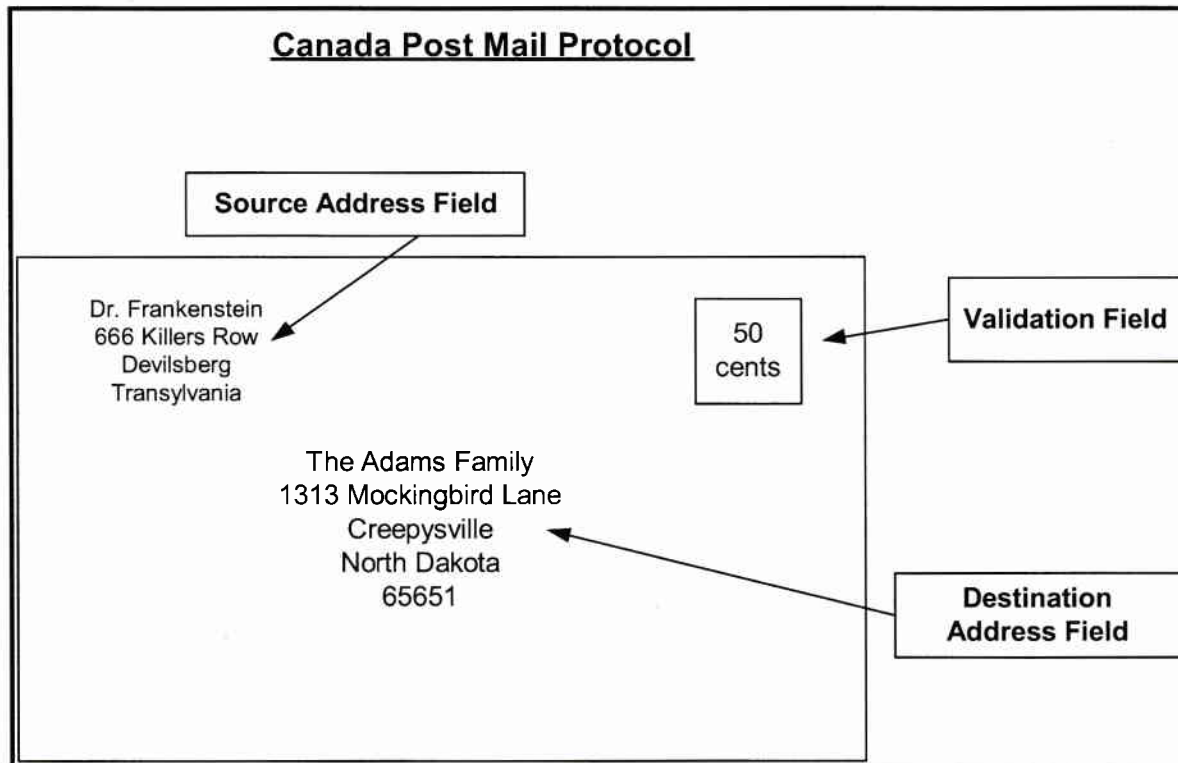 Canada Post Mail Protocol
Source Address Field
Dr. Frankenstein
666 Killers Row
Devilsberg
Transylvania
50
cents
Validation Field
The Adams Family
1313 Mockingbird Lane
Creepysville
North Dakota
65651
Destination
Address Field